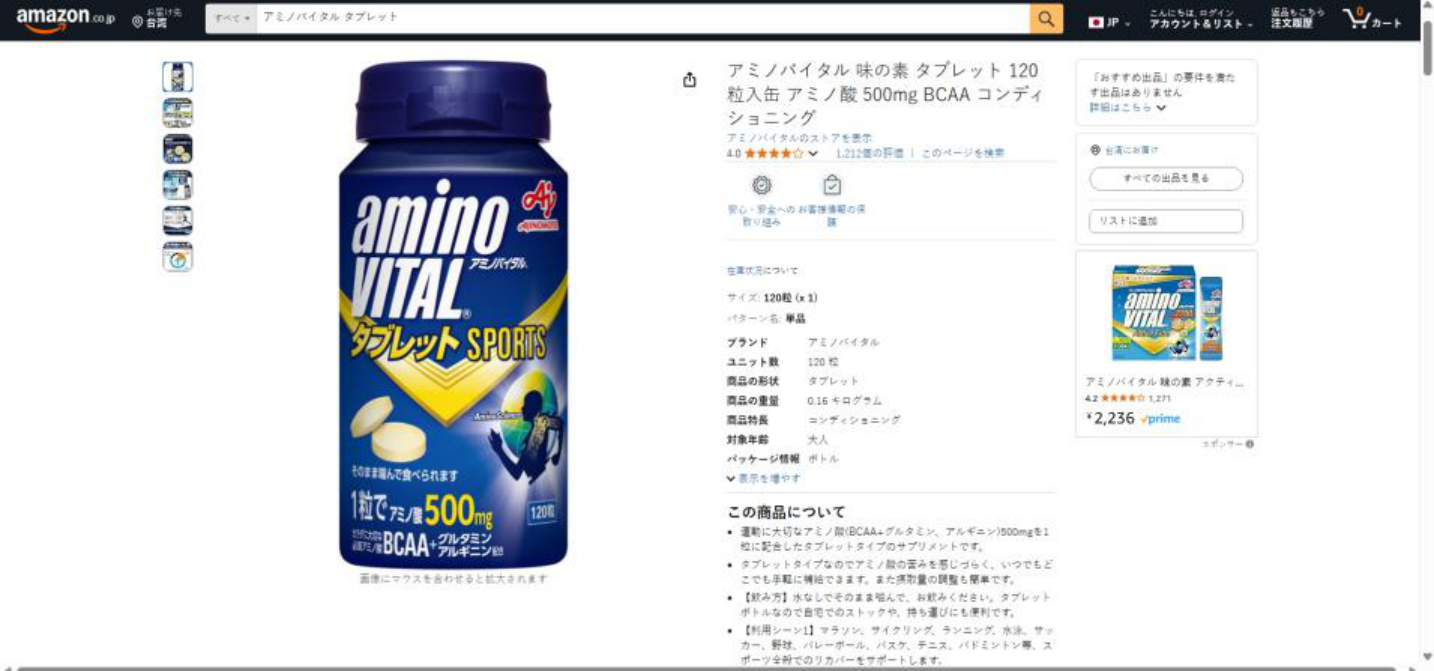 amazon.co.jp
お届け先
台湾
すべて
アミノバイタル タブレット
JP
こんにちは, ログイン
アカウント&リスト
返品もこちら
注文履歴
0
カート
アミノバイタル 味の素 タブレット 120
粒入缶 アミノ酸 500mg BCAA コンディ
ショニング
アミノバイタルのストアを表示
4.0 1,212個の評価 | このページを検索
安心・安全への
取り組み
お客様情報の保
護
在庫状況について
サイズ: 120粒 (x 1)
パターン名: 単品
ブランド アミノバイタル
ユニット数 120 粒
商品の形状 タブレット
商品の重量 0.16 キログラム
商品特長 コンディショニング
対象年齢 大人
パッケージ情報 ボトル
表示を増やす
この商品について
• 運動に大切なアミノ酸(BCAA+グルタミン、アルギニン)500mgを1
粒に配合したタブレットタイプのサプリメントです。
• タブレットタイプなのでアミノ酸の苦みを感じづらく、いつでもど
こでも手軽に補給できます。また摂取量の調整も簡単です。
• 【飲み方】水なしでそのまま噛んで、お飲みください。タブレット
ボトルなので自宅でのストックや、持ち運びにも便利です。
• 【利用シーン1】マラソン、サイクリング、ランニング、水泳、サッ
カー、野球、バレーボール、バスケ、テニス、バドミントン等、ス
ポーツ全般でのリカバーをサポートします。
amino
VITAL®
アミノバイタル
Aj
AJINOMOTO
タブレット SPORTS
Amino Science
そのまま噛んで食べられます
1粒でアミノ酸500mg
120粒
カラダに大切な
必須アミノ酸BCAA+グルタミン
アルギニン配合
画像にマウスを合わせると拡大されます
「おすすめ出品」の要件を満た
す出品はありません
詳細はこちら
台湾にお届け
すべての出品を見る
リストに追加
amino
VITAL
アミノバイタル 味の素 アクティ...
4.2 1,271
¥2,236 prime
スポンサー